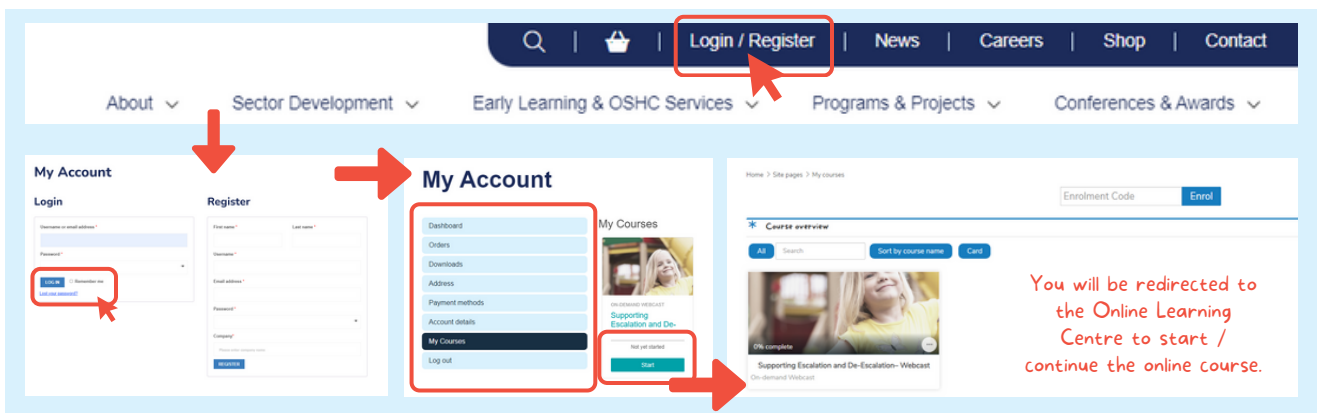 Login / Register
News
Careers
Shop
Contact
About
Sector Development
Early Learning & OSHC Services
Programs & Projects
Conferences & Awards
My Account
Login
Username or email address *
Password *
LOG IN
Remember me
Lost your password?
Register
First name *
Last name *
Username *
Email address *
Password *
Company*
REGISTER
My Account
Dashboard
Orders
Downloads
Address
Payment methods
Account details
My Courses
Log out
My Courses
ON-DEMAND WEBCAST
Supporting
Escalation and De-
Not yet started
Start
Home > Site pages > My courses
Enrolment Code
Enrol
Course overview
All
Search
Sort by course name
Card
0% complete
Supporting Escalation and De-Escalation- Webcast
On-demand Webcast
You will be redirected to
the Online Learning
Centre to start /
continue the online course.